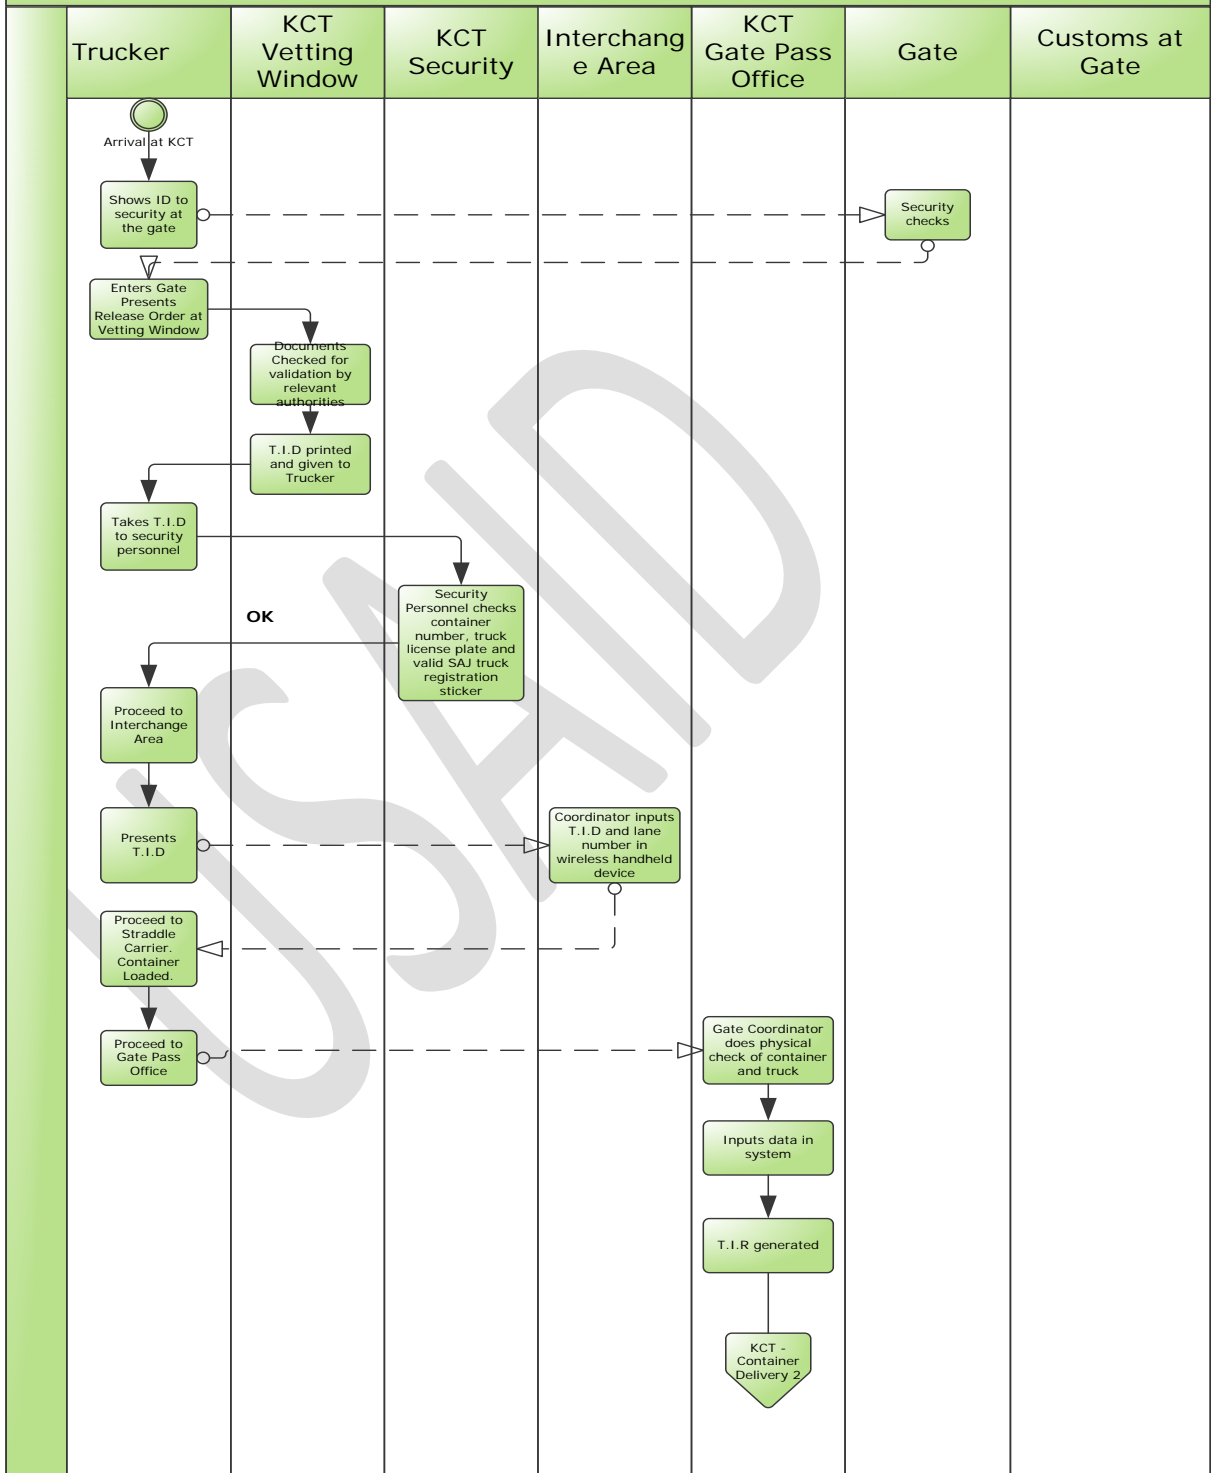 Trucker
KCT
Vetting
Window
KCT
Security
Interchang
e Area
KCT
Gate Pass
Office
Gate
Customs at
Gate
Arrival at KCT
Shows ID to
security at
the gate
Security
checks
Enters Gate
Presents
Release Order at
Vetting Window
Documents
Checked for
validation by
relevant
authorities
T.I.D printed
and given to
Trucker
Takes T.I.D
to security
personnel
Security
Personnel checks
container
number, truck
license plate and
valid SAJ truck
registration
sticker
OK
Proceed to
Interchange
Area
Presents
T.I.D
Coordinator inputs
T.I.D and lane
number in
wireless handheld
device
Proceed to
Straddle
Carrier.
Container
Loaded.
Proceed to
Gate Pass
Office
Gate Coordinator
does physical
check of container
and truck
Inputs data in
system
T.I.R generated
KCT -
Container
Delivery 2
USAID